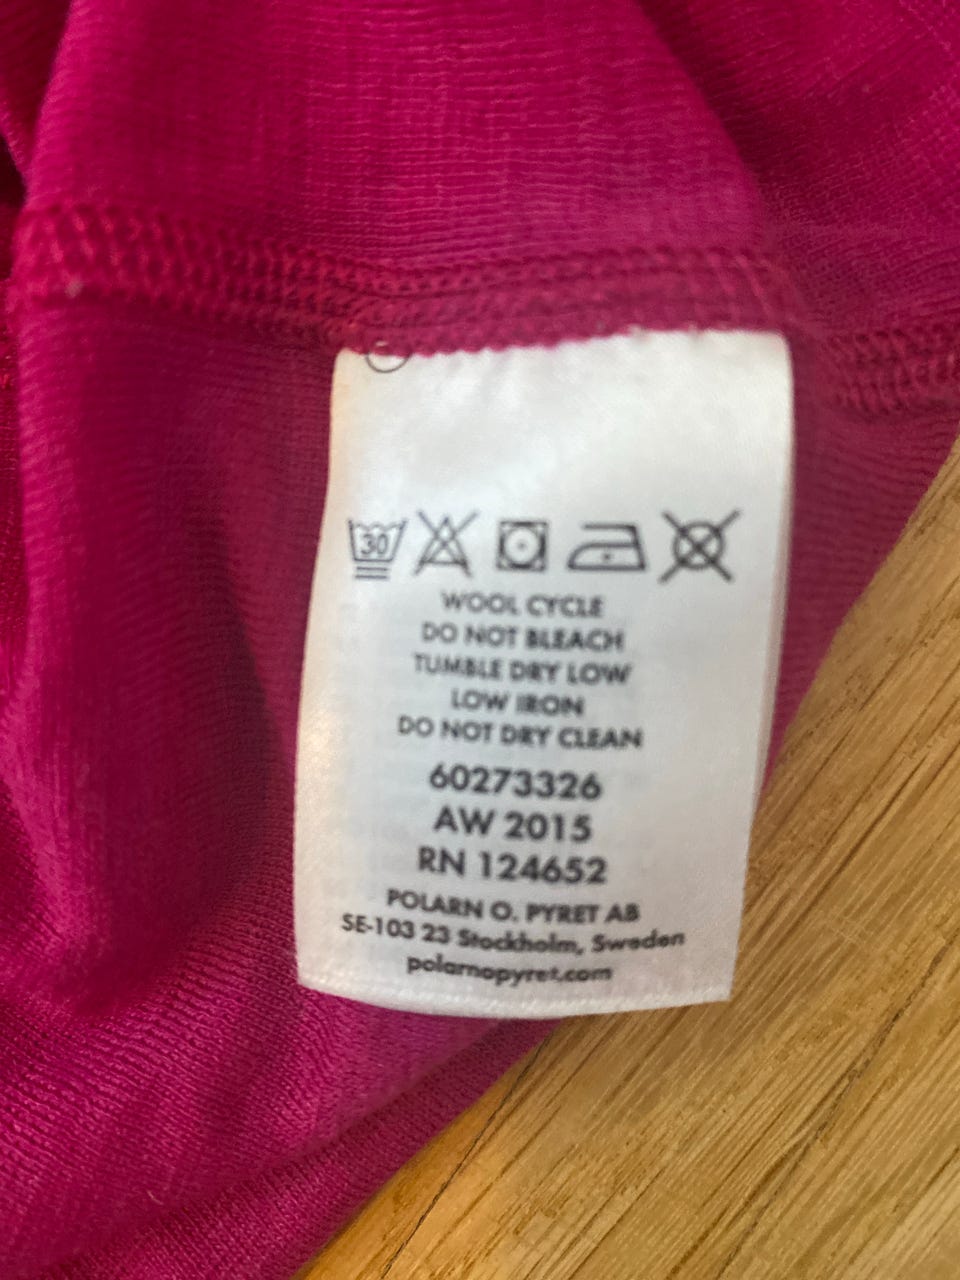 30
WOOL CYCLE
DO NOT BLEACH
TUMBLE DRY LOW
LOW IRON
DO NOT DRY CLEAN
60273326
AW 2015
RN 124652
POLARN O. PYRET AB
SE-103 23 Stockholm, Sweden
polarnopyret.com